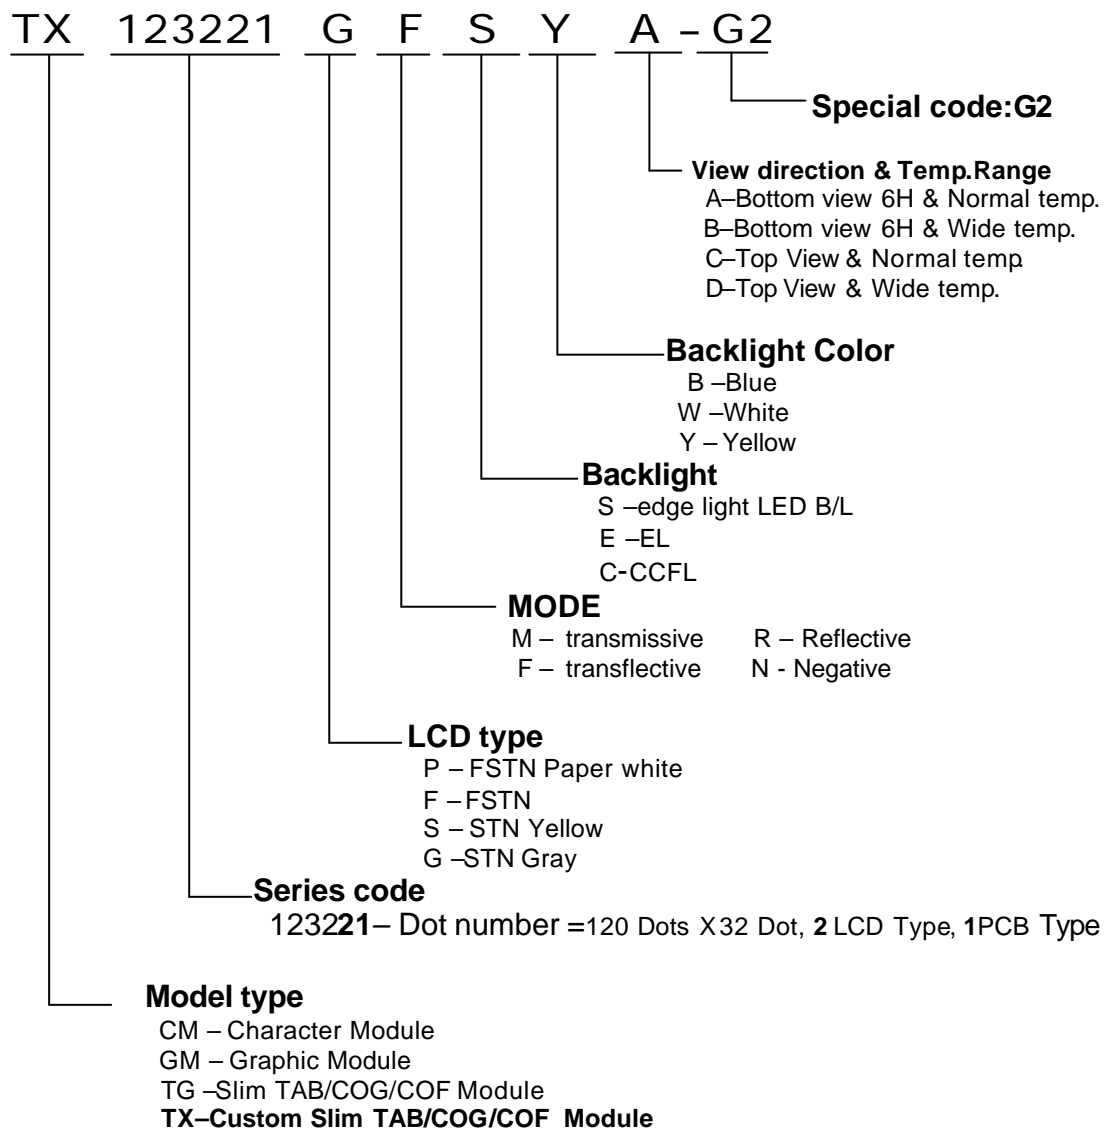 TX 123221 G F S Y A - G2
Special code:G2
View direction & Temp.Range
A–Bottom view 6H & Normal temp.
B–Bottom view 6H & Wide temp.
C–Top View & Normal temp.
D–Top View & Wide temp.
Backlight Color
B –Blue
W –White
Y – Yellow
Backlight
S –edge light LED B/L
E –EL
C-CCFL
MODE
M – transmissive R – Reflective
F – transflective N - Negative
LCD type
P – FSTN Paper white
F – FSTN
S – STN Yellow
G –STN Gray
Series code
123221– Dot number =120 Dots X32 Dot, 2 LCD Type, 1PCB Type
Model type
CM – Character Module
GM – Graphic Module
TG –Slim TAB/COG/COF Module
TX–Custom Slim TAB/COG/COF Module